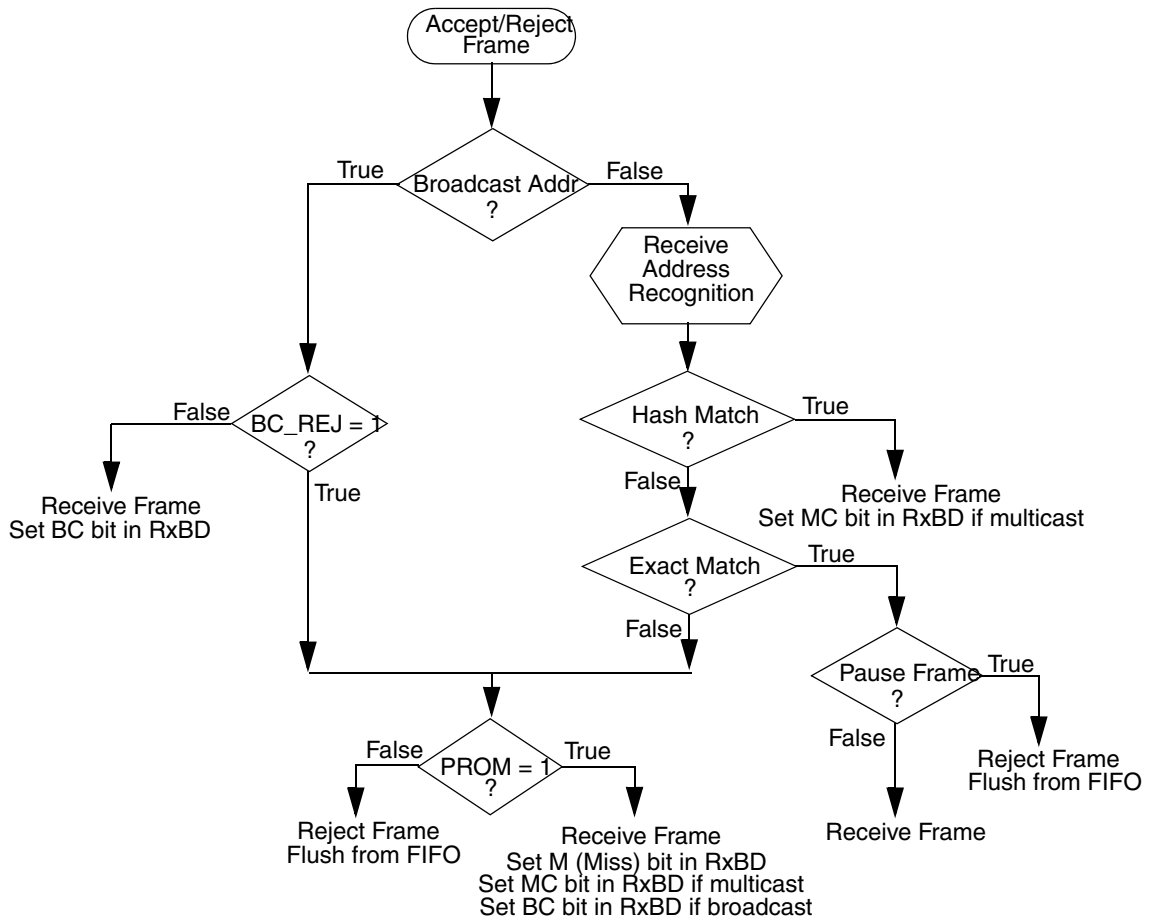 Accept/Reject
Frame
True
Broadcast Addr
?
False
Receive
Address
Recognition
False
BC_REJ = 1
?
True
Receive Frame
Set BC bit in RxBD
Hash Match
?
True
False
Receive Frame
Set MC bit in RxBD if multicast
Exact Match
?
True
False
Pause Frame
?
True
False
Reject Frame
Flush from FIFO
Receive Frame
False
PROM = 1
?
True
Reject Frame
Flush from FIFO
Receive Frame
Set M (Miss) bit in RxBD
Set MC bit in RxBD if multicast
Set BC bit in RxBD if broadcast